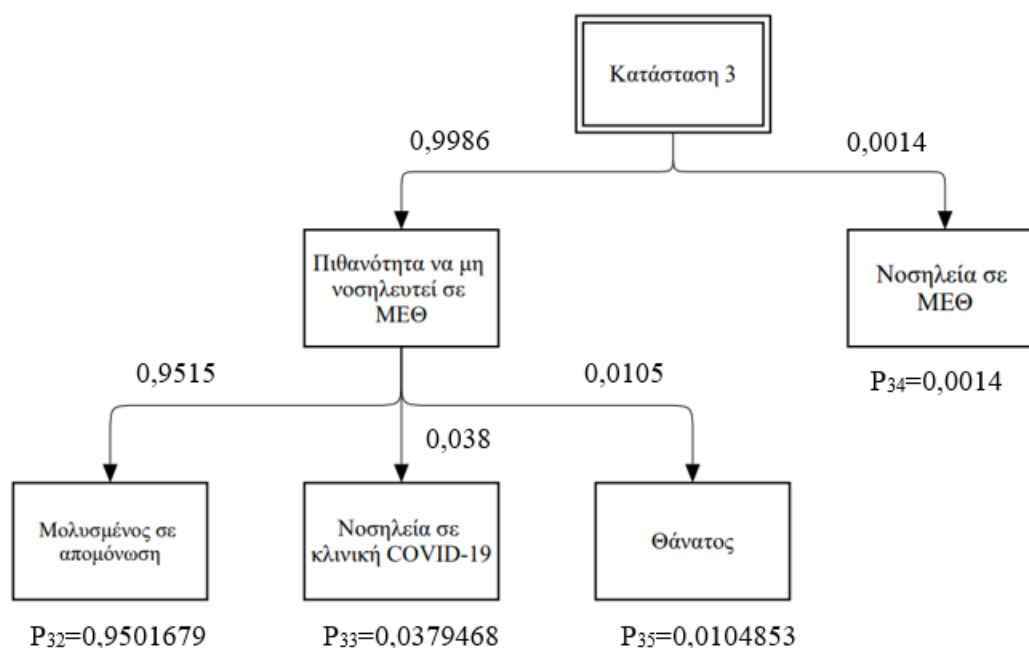 Κατάσταση 3
0,9986
0,0014
Πιθανότητα να μη
νοσηλευτεί σε
ΜΕΘ
Νοσηλεία σε
ΜΕΘ
P₃₄=0,0014
0,9515
0,038
0,0105
Μολυσμένος σε
απομόνωση
Νοσηλεία σε
κλινική COVID-19
Θάνατος
P₃₂=0,9501679
P₃₃=0,0379468
P₃₅=0,0104853